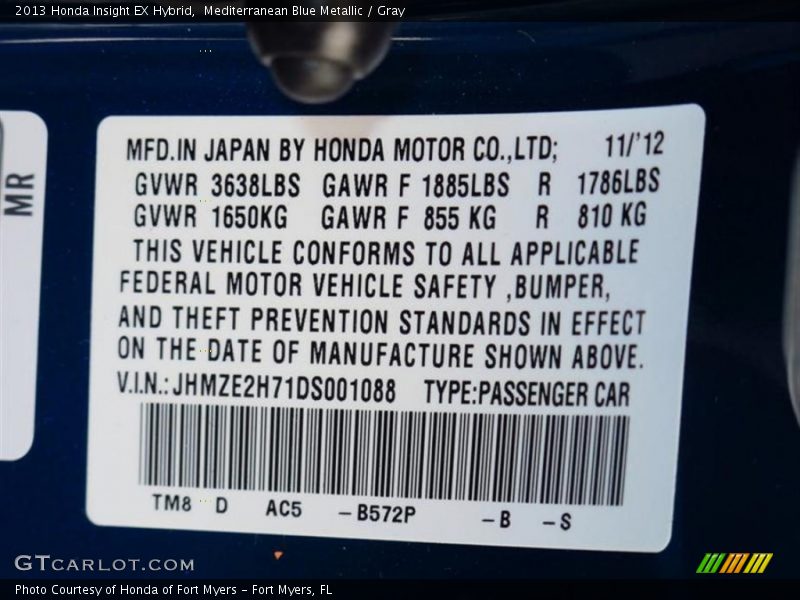 2013 Honda Insight EX Hybrid, Mediterranean Blue Metallic / Gray
MR
MFD.IN JAPAN BY HONDA MOTOR CO.,LTD; 11/'12
GVWR 3638LBS GAWR F 1885LBS R 1786LBS
GVWR 1650KG GAWR F 855 KG R 810 KG
THIS VEHICLE CONFORMS TO ALL APPLICABLE
FEDERAL MOTOR VEHICLE SAFETY ,BUMPER,
AND THEFT PREVENTION STANDARDS IN EFFECT
ON THE DATE OF MANUFACTURE SHOWN ABOVE.
V.I.N.: JHMZE2H71DS001088 TYPE:PASSENGER CAR
TM8 D AC5 –B572P –B –S
GTCARLOT.COM
Photo Courtesy of Honda of Fort Myers – Fort Myers, FL